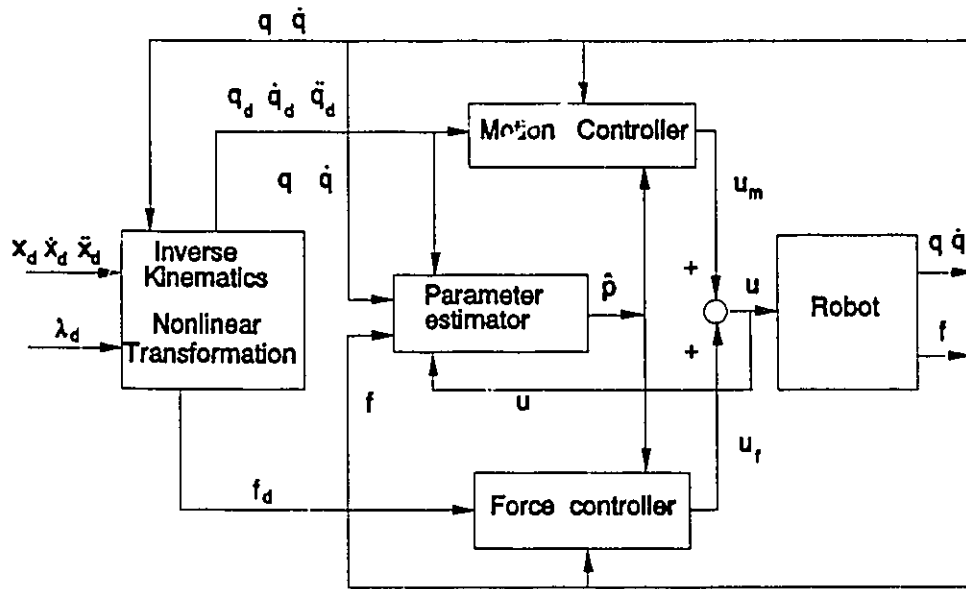 q q̇
q_d q̇_d q̈_d
Motion Controller
q q̇
u_m
x_d ẋ_d ẍ_d
Inverse
Kinematics
Nonlinear
Transformation
λ_d
Parameter
estimator
p̂
+
+
u
Robot
q q̇
f
f
u
u_f
f_d
Force controller